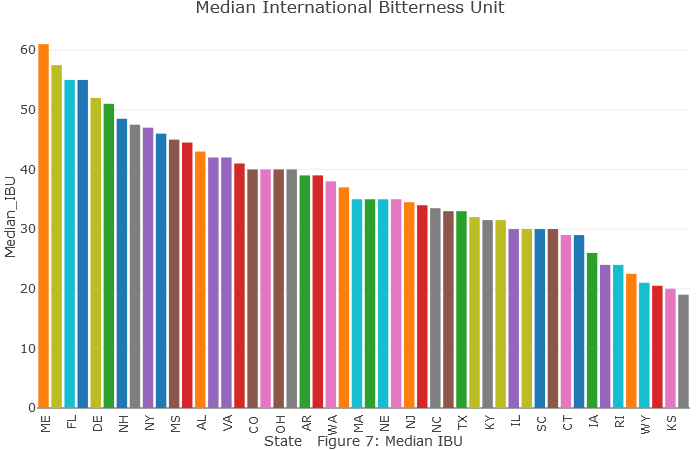 Median International Bitterness Unit
60
50
40
30
20
10
0
Median_IBU
ME FL DE NH NY MS AL VA CO OH AR WA MA NE NJ NC TX KY IL SC CT IA RI WY KS
State Figure 7: Median IBU